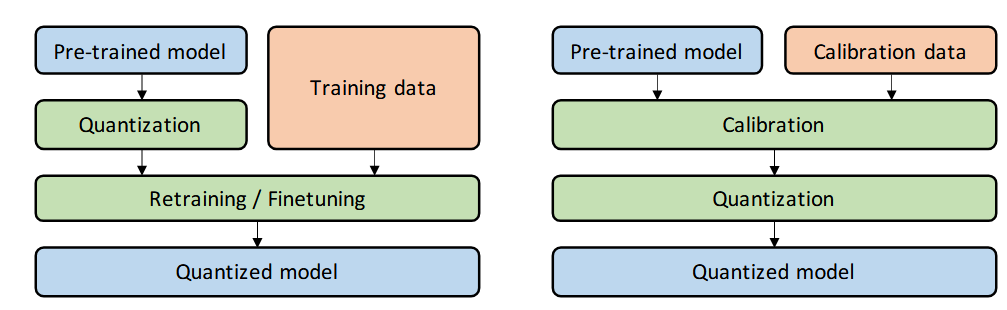 Pre-trained model
Training data
Quantization
Retraining / Finetuning
Quantized model
Pre-trained model
Calibration data
Calibration
Quantization
Quantized model